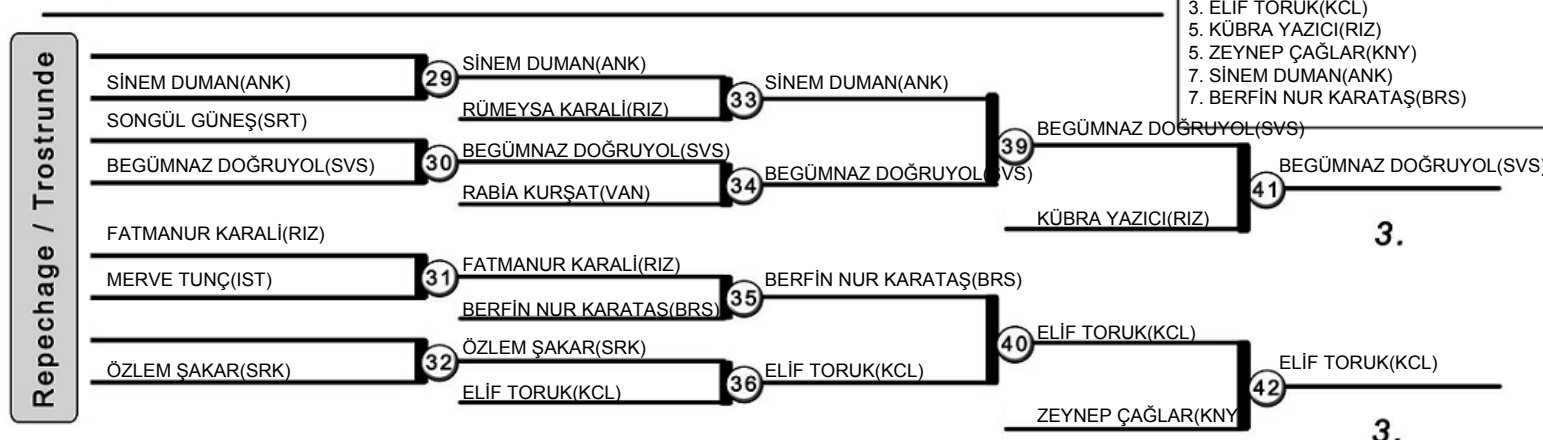 3. ELİF TORUK(KCL)
5. KÜBRA YAZICI(RIZ)
5. ZEYNEP ÇAĞLAR(KNY)
7. SİNEM DUMAN(ANK)
7. BERFİN NUR KARATAŞ(BRS)
Repechage / Trostrunde
SİNEM DUMAN(ANK)
SONGÜL GÜNEŞ(SRT)
BEGÜMNAZ DOĞRUYOL(SVS)
FATMANUR KARALİ(RIZ)
MERVE TUNÇ(IST)
ÖZLEM ŞAKAR(SRK)
29
30
31
32
SİNEM DUMAN(ANK)
RÜMEYSA KARALİ(RIZ)
BEGÜMNAZ DOĞRUYOL(SVS)
RABİA KURŞAT(VAN)
FATMANUR KARALİ(RIZ)
BERFİN NUR KARATAŞ(BRS)
ÖZLEM ŞAKAR(SRK)
ELİF TORUK(KCL)
33
34
35
36
SİNEM DUMAN(ANK)
BEGÜMNAZ DOĞRUYOL(SVS)
BERFİN NUR KARATAŞ(BRS)
ELİF TORUK(KCL)
39
40
BEGÜMNAZ DOĞRUYOL(SVS)
KÜBRA YAZICI(RIZ)
ELİF TORUK(KCL)
ZEYNEP ÇAĞLAR(KNY
41
42
BEGÜMNAZ DOĞRUYOL(SVS)
3.
ELİF TORUK(KCL)
3.